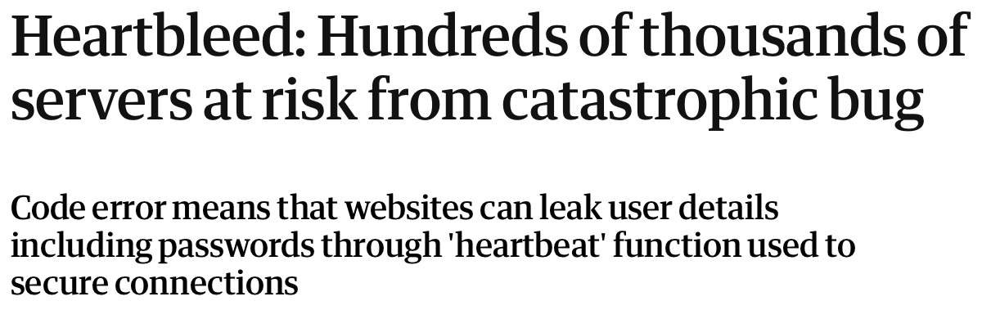 Heartbleed: Hundreds of thousands of
servers at risk from catastrophic bug
Code error means that websites can leak user details
including passwords through 'heartbeat' function used to
secure connections